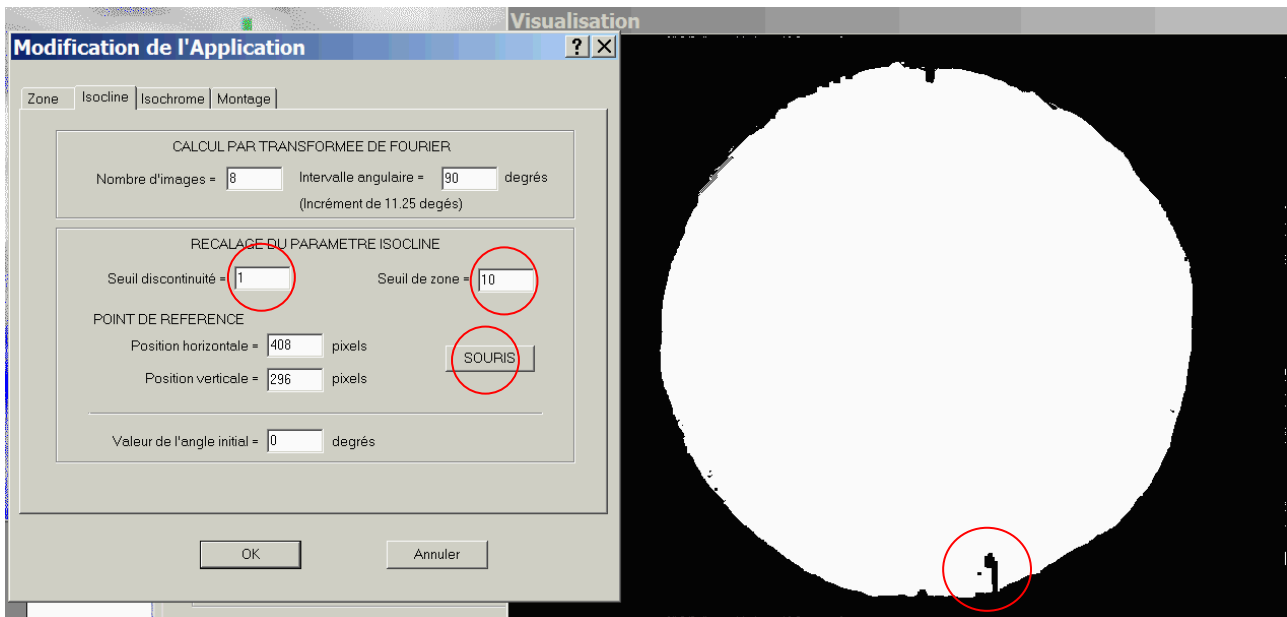 Visualisation
Modification de l'Application
Zone Isocline Isochrome Montage
CALCUL PAR TRANSFORMEE DE FOURIER
Nombre d'images = 8 Intervalle angulaire = 90 degrés
(Incrément de 11.25 degés)
RECALAGE DU PARAMETRE ISOCLINE
Seuil discontinuité = 1 Seuil de zone = 10
POINT DE REFERENCE
Position horizontale = 408 pixels
SOURIS
Position verticale = 296 pixels
Valeur de l'angle initial = 0 degrés
OK Annuler